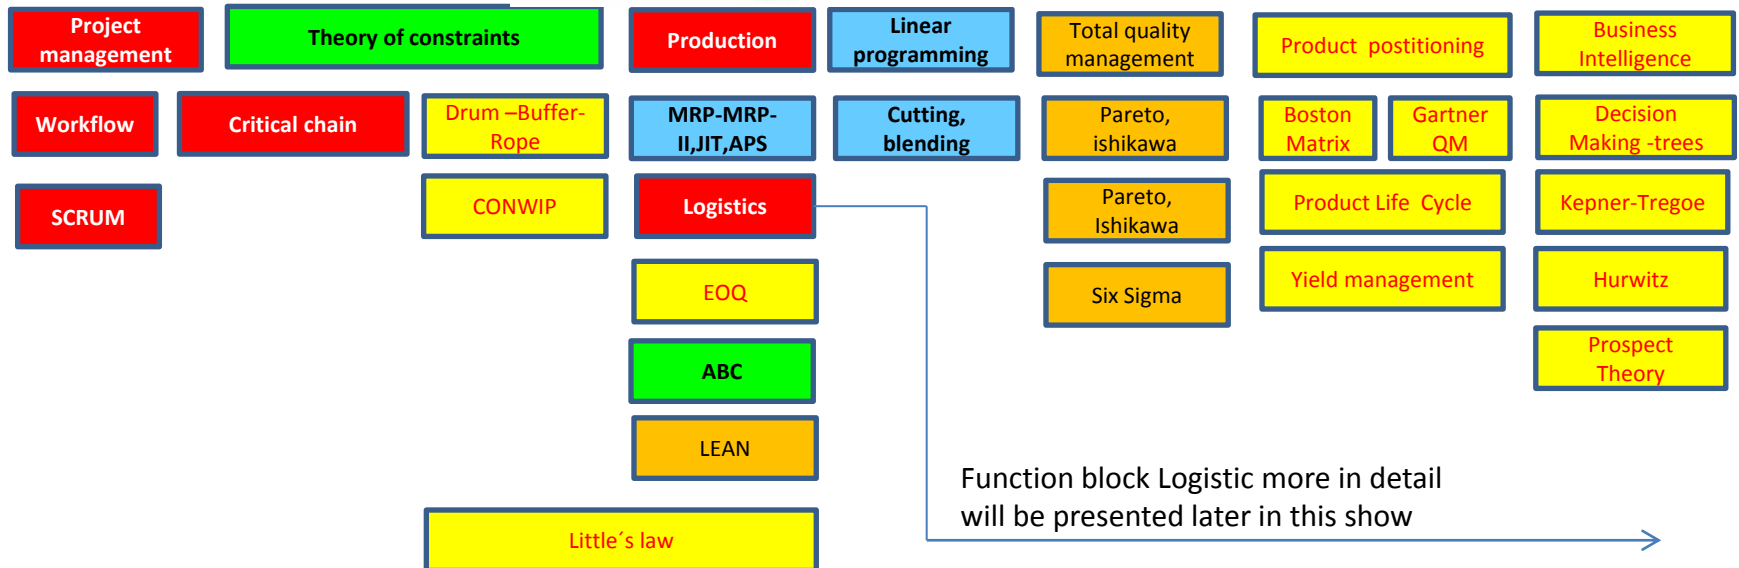 Project
management
Theory of constraints
Production
Linear
programming
Total quality
management
Product  postitioning
Business
Intelligence
Workflow
Critical chain
Drum –Buffer-
Rope
MRP-MRP-
II,JIT,APS
Cutting,
blending
Pareto,
ishikawa
Boston
Matrix
Gartner
QM
Decision
Making -trees
SCRUM
CONWIP
Logistics
Pareto,
Ishikawa
Product Life  Cycle
Kepner-Tregoe
EOQ
Six Sigma
Yield management
Hurwitz
ABC
Prospect
Theory
LEAN
Function block Logistic more in detail
will be presented later in this show
Little´s law